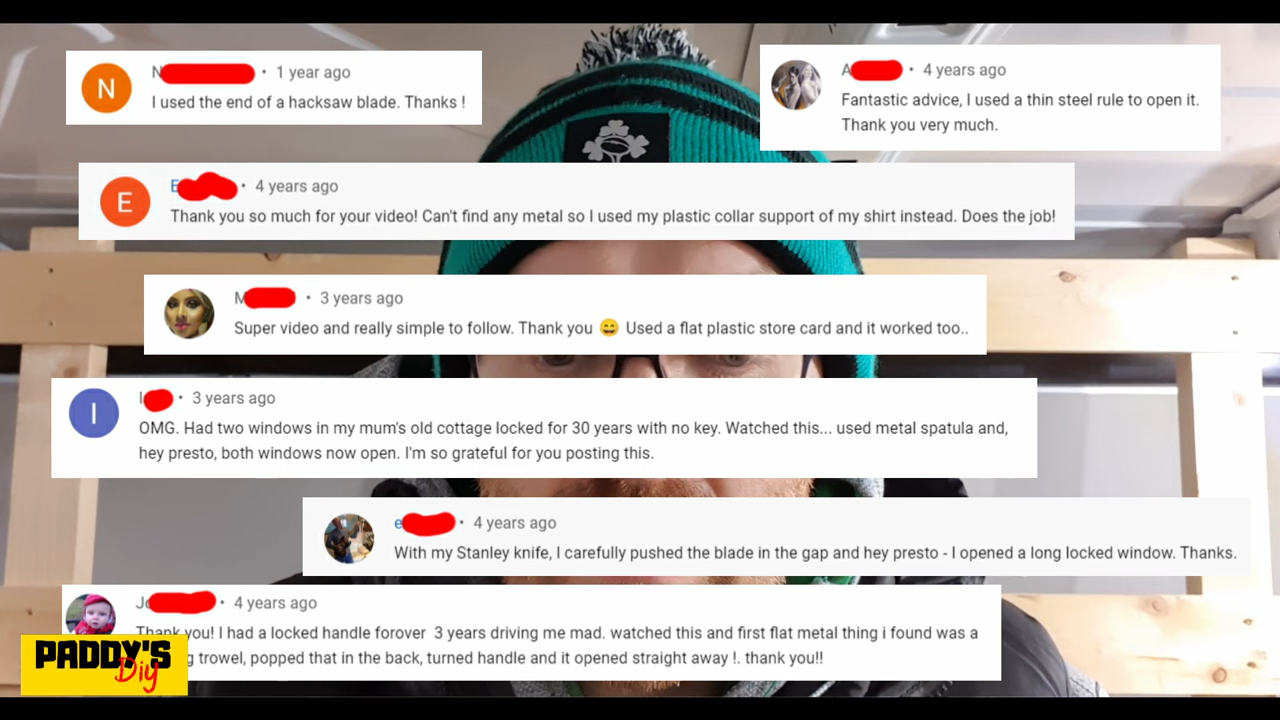 N • 1 year ago
I used the end of a hacksaw blade. Thanks !
A • 4 years ago
Fantastic advice, I used a thin steel rule to open it.
Thank you very much.
E • 4 years ago
E
Thank you so much for your video! Can't find any metal so I used my plastic collar support of my shirt instead. Does the job!
M • 3 years ago
Super video and really simple to follow. Thank you 😄 Used a flat plastic store card and it worked too..
I • 3 years ago
I
OMG. Had two windows in my mum's old cottage locked for 30 years with no key. Watched this... used metal spatula and,
hey presto, both windows now open. I'm so grateful for you posting this.
e • 4 years ago
With my Stanley knife, I carefully pushed the blade in the gap and hey presto - I opened a long locked window. Thanks.
Jo • 4 years ago
Thank you! I had a locked handle forover 3 years driving me mad. watched this and first flat metal thing i found was a
trowel, popped that in the back, turned handle and it opened straight away !. thank you!!
PADDY'S
Diy